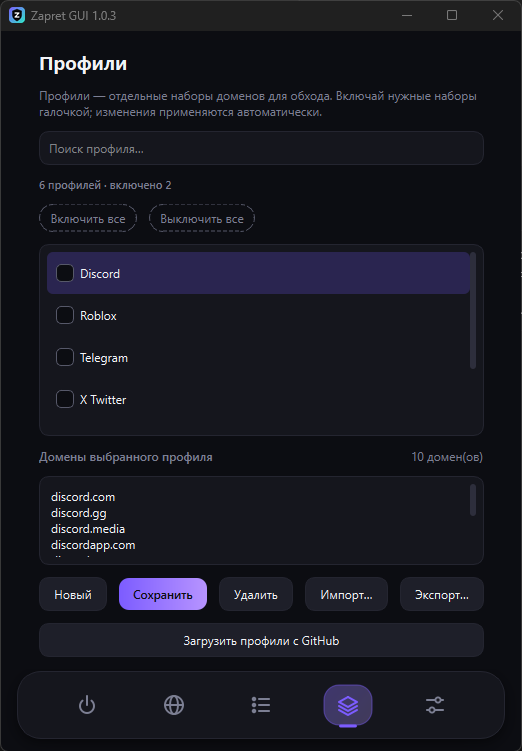 Zapret GUI 1.0.3
Профили
Профили — отдельные наборы доменов для обхода. Включай нужные наборы
галочкой; изменения применяются автоматически.
Поиск профиля...
6 профилей · включено 2
Включить все
Выключить все
Discord
Roblox
Telegram
X Twitter
Домены выбранного профиля
10 домен(ов)
discord.com
discord.gg
discord.media
discordapp.com
Новый
Сохранить
Удалить
Импорт...
Экспорт...
Загрузить профили с GitHub